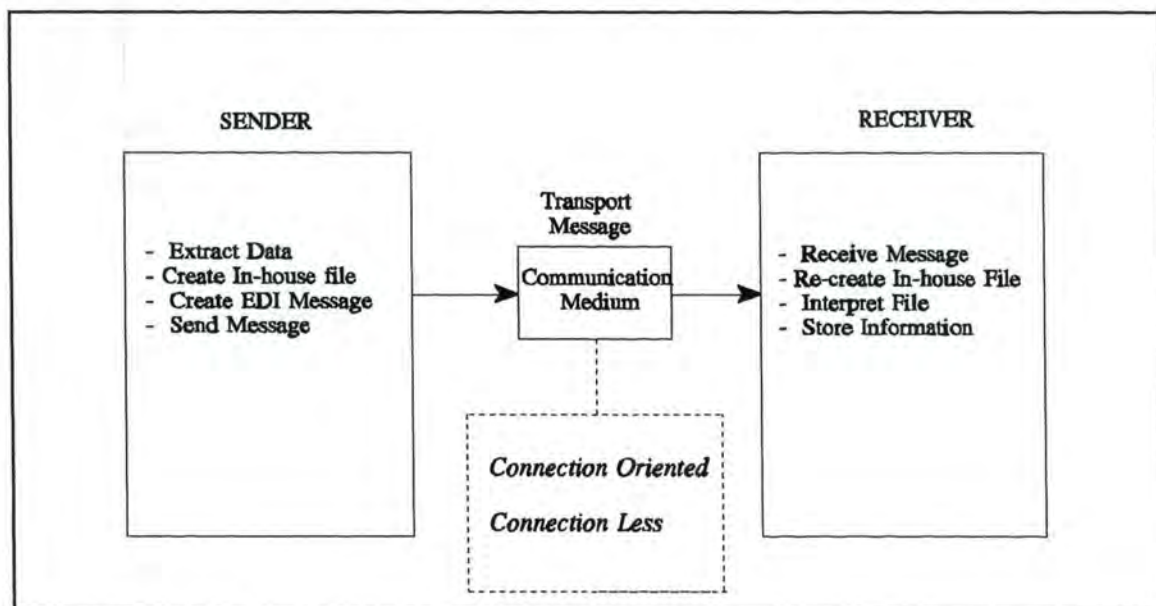 SENDER
- Extract Data
- Create In-house file
- Create EDI Message
- Send Message
Transport
Message
Communication
Medium
Connection Oriented
Connection Less
RECEIVER
- Receive Message
- Re-create In-house File
- Interpret File
- Store Information